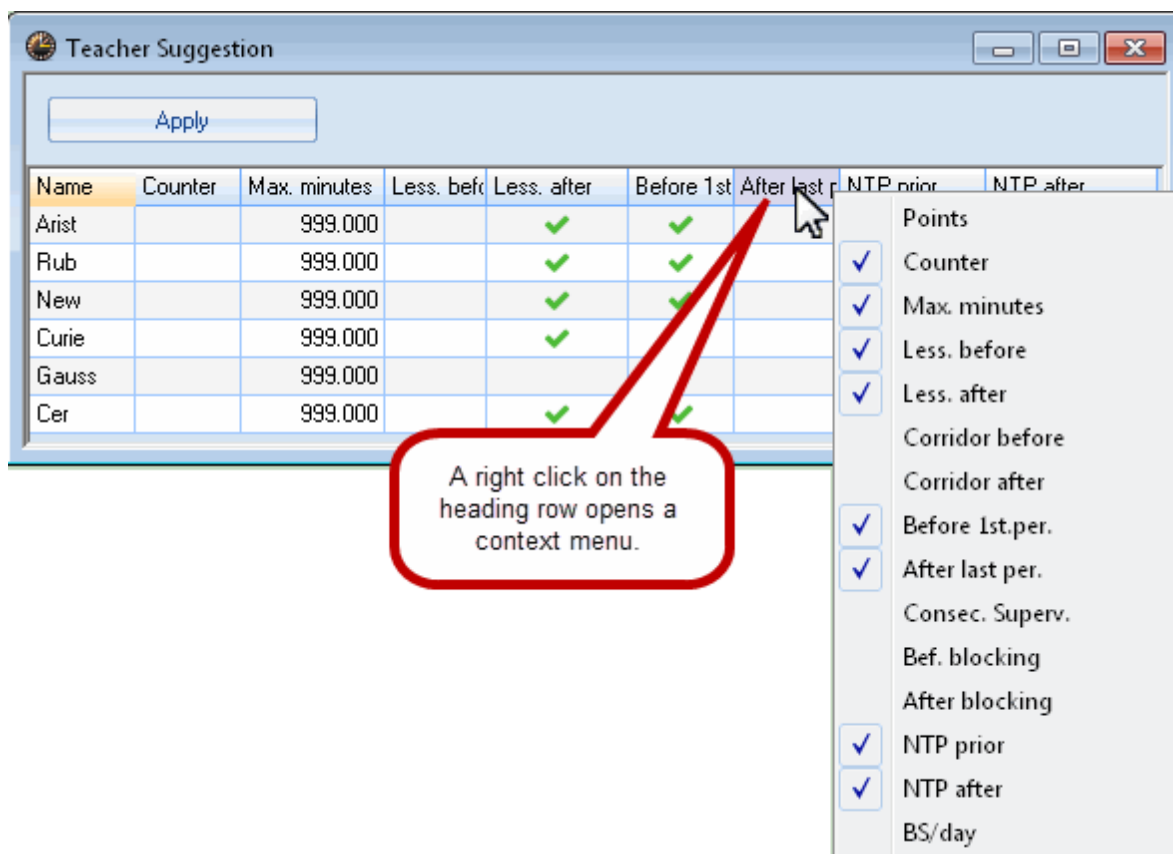 Teacher Suggestion
Apply
Name Counter Max. minutes Less. befo Less. after Before 1st After last p NTP prior NTP after
Arist 999.000
Rub 999.000
New 999.000
Curie 999.000
Gauss 999.000
Cer 999.000
A right click on the
heading row opens a
context menu.
Points
Counter
Max. minutes
Less. before
Less. after
Corridor before
Corridor after
Before 1st.per.
After last per.
Consec. Superv.
Bef. blocking
After blocking
NTP prior
NTP after
BS/day